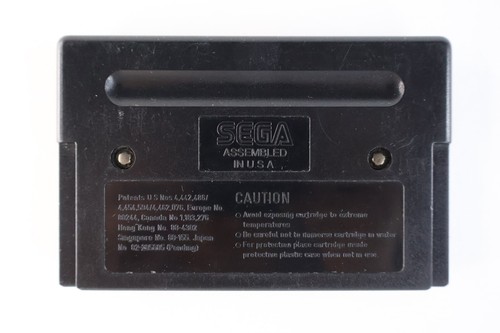 SEGA
ASSEMBLED
IN U.S.A.
Patents: U.S. Nos. 4,442,486/
4,454,594/4,462,076, Europe No.
80244, Canada No. 1,183,276
Hong Kong No. 88-4302
Singapore No. 88-155, Japan
No. 82-205605 (Pending)
CAUTION
○ Avoid exposing cartridge to extreme
temperatures
○ Be careful not to immerse cartridge in water
○ For protection place cartridge inside
protective plastic case when not in use